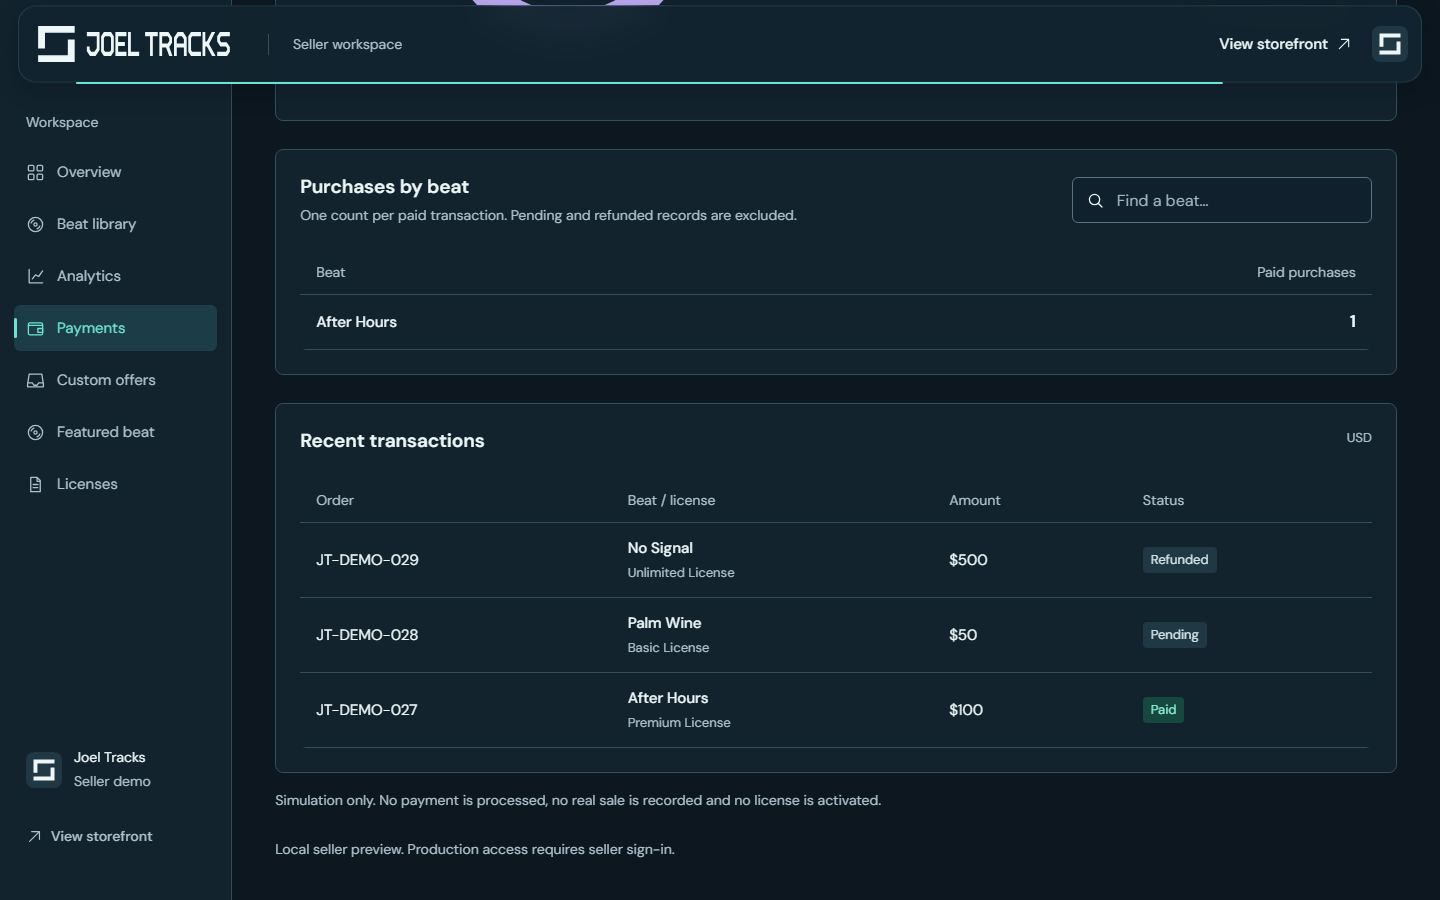 JOEL TRACKS
Seller workspace
View storefront
Workspace
Overview
Beat library
Analytics
Payments
Custom offers
Featured beat
Licenses
Joel Tracks
Seller demo
View storefront
Purchases by beat
One count per paid transaction. Pending and refunded records are excluded.
Find a beat...
Beat Paid purchases
After Hours 1
Recent transactions
USD
Order Beat / license Amount Status
JT-DEMO-029 No Signal $500 Refunded
Unlimited License
JT-DEMO-028 Palm Wine $50 Pending
Basic License
JT-DEMO-027 After Hours $100 Paid
Premium License
Simulation only. No payment is processed, no real sale is recorded and no license is activated.
Local seller preview. Production access requires seller sign-in.